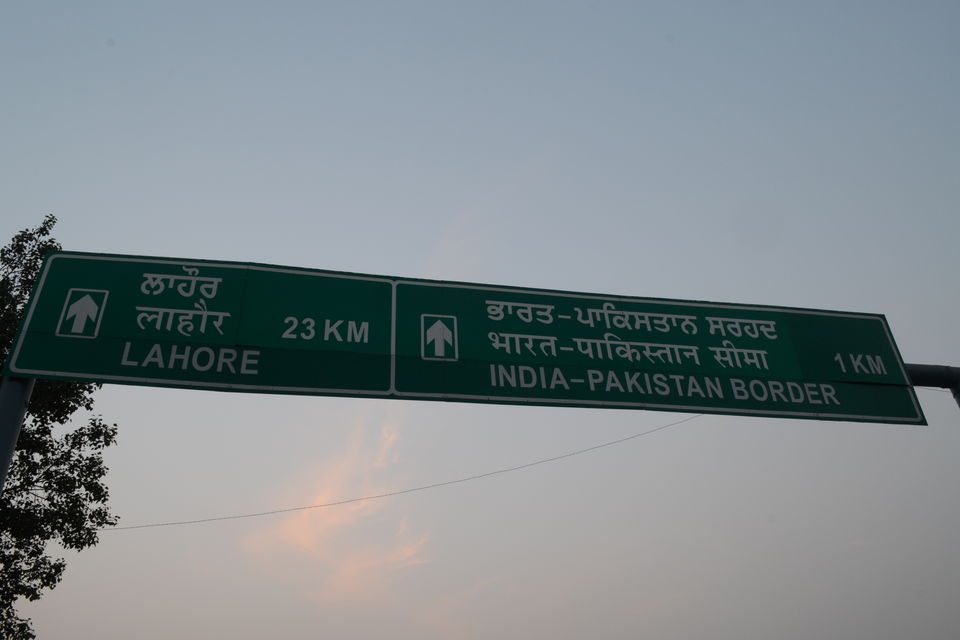 ਲਾਹੌਰ
लाहौर
LAHORE
23 KM
ਭਾਰਤ-ਪਾਕਿਸਤਾਨ ਸਰਹਦ
भारत-पाकिस्तान सीमा
INDIA-PAKISTAN BORDER
1 KM